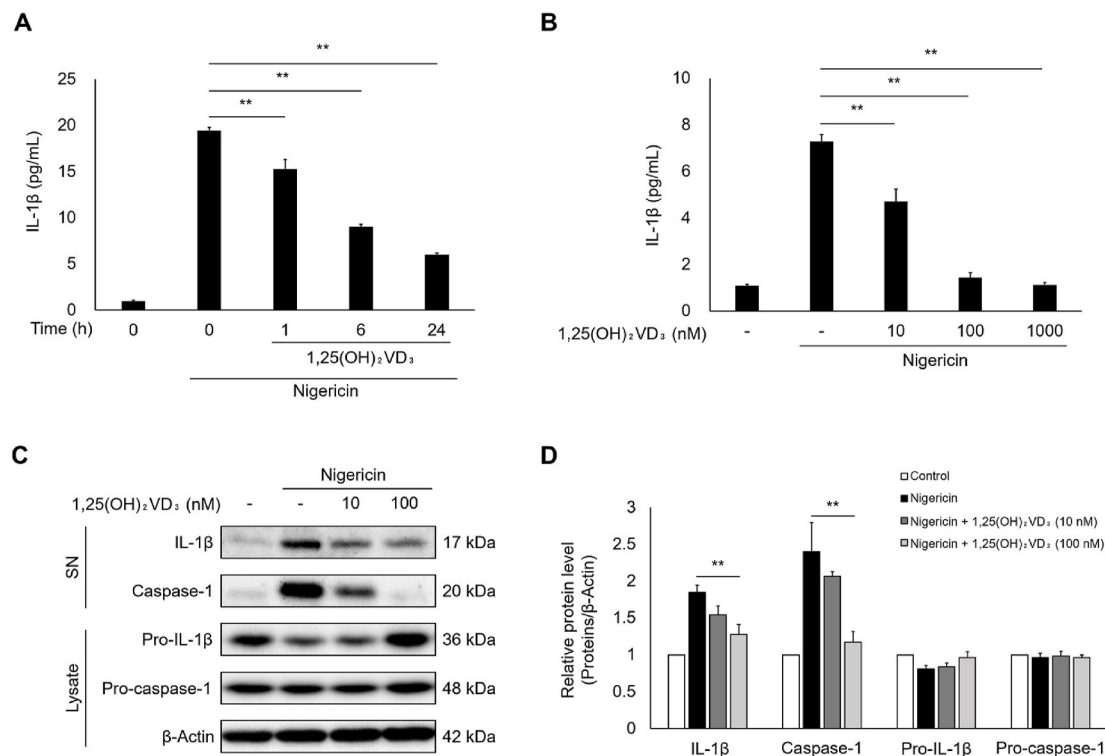 A
**
**
**
25
20
15
10
5
0
IL-1β (pg/mL)
Time (h) 0 0 1 6 24
1,25(OH)₂VD₃
Nigericin
B
**
**
**
10
8
6
4
2
0
IL-1β (pg/mL)
1,25(OH)₂VD₃ (nM) - - 10 100 1000
Nigericin
C
Nigericin
1,25(OH)₂VD₃ (nM) - - 10 100
SN
IL-1β 17 kDa
Caspase-1 20 kDa
Lysate
Pro-IL-1β 36 kDa
Pro-caspase-1 48 kDa
β-Actin 42 kDa
D
Control
Nigericin
Nigericin + 1,25(OH)₂VD₃ (10 nM)
Nigericin + 1,25(OH)₂VD₃ (100 nM)
**
**
3
2.5
2
1.5
1
0.5
0
Relative protein level
(Proteins/β-Actin)
IL-1β Caspase-1 Pro-IL-1β Pro-caspase-1